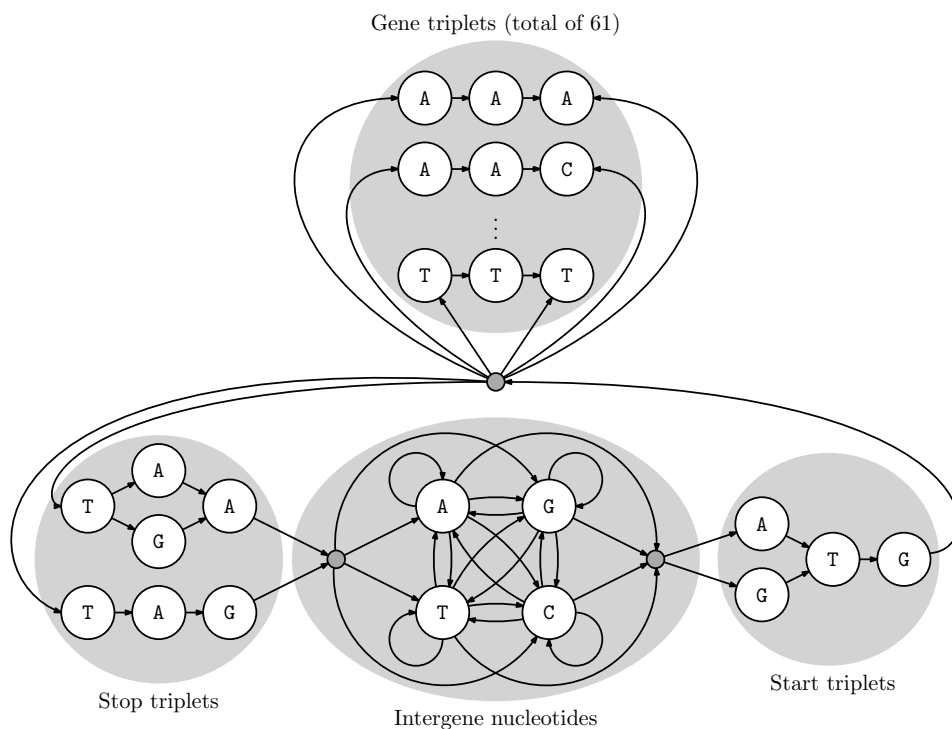 Gene triplets (total of 61)
A A A
A A C
⋮
T T T
A
T A
G
T A G
A G
T C
A
T G
G
Stop triplets
Intergene nucleotides
Start triplets